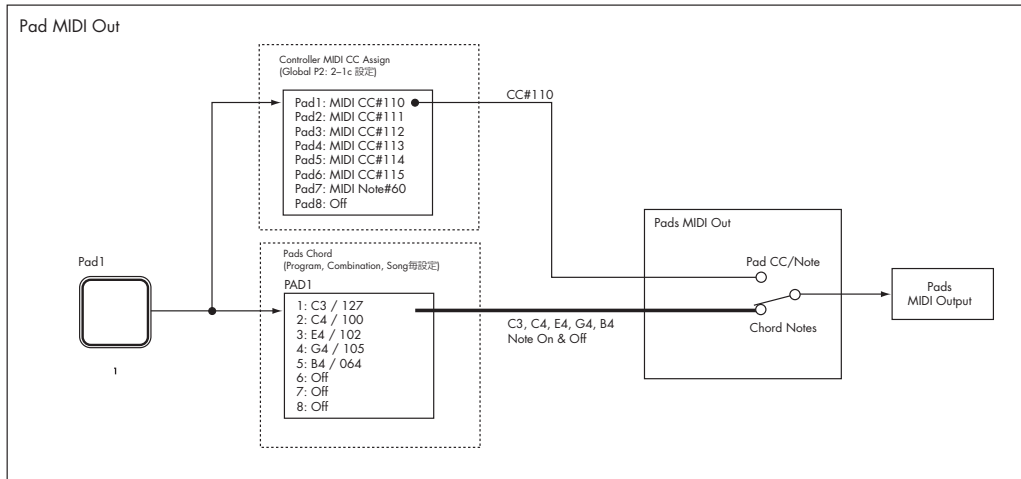 Pad MIDI Out
Controller MIDI CC Assign
(Global P2: 2–1c 設定)
Pad1: MIDI CC#110
Pad2: MIDI CC#111
Pad3: MIDI CC#112
Pad4: MIDI CC#113
Pad5: MIDI CC#114
Pad6: MIDI CC#115
Pad7: MIDI Note#60
Pad8: Off
CC#110
Pad1
1
Pads Chord
(Program, Combination, Song毎設定)
PAD1
1: C3 / 127
2: C4 / 100
3: E4 / 102
4: G4 / 105
5: B4 / 064
6: Off
7: Off
8: Off
C3, C4, E4, G4, B4
Note On & Off
Pads MIDI Out
Pad CC/Note
Chord Notes
Pads
MIDI Output